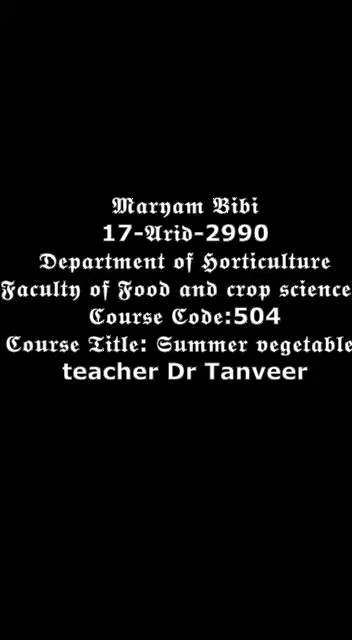 Maryam Bibi
17-Arid-2990
Department of Horticulture
Faculty of Food and crop science
Course Code:504
Course Title: Summer vegetable
teacher Dr Tanveer